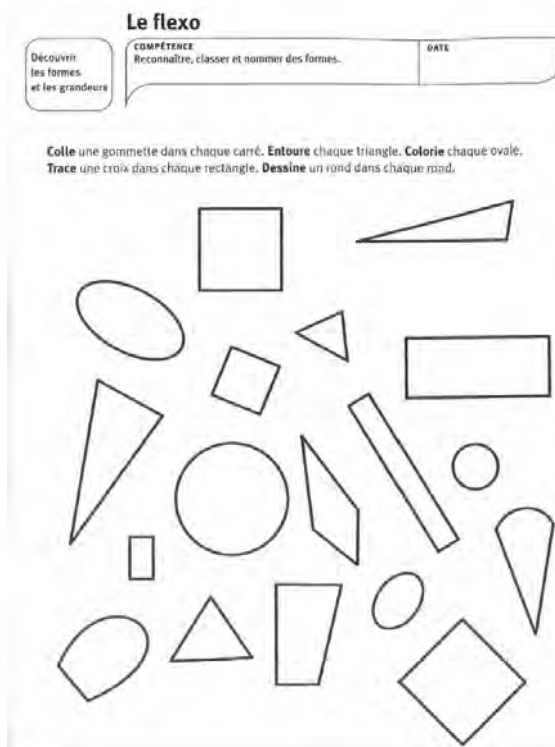 Le flexo
Découvrir
les formes
et les grandeurs
COMPÉTENCE
Reconnaître, classer et nommer des formes.
DATE
Colle une gommette dans chaque carré. Entoure chaque triangle. Colorie chaque ovale.
Trace une croix dans chaque rectangle. Dessine un rond dans chaque rond.